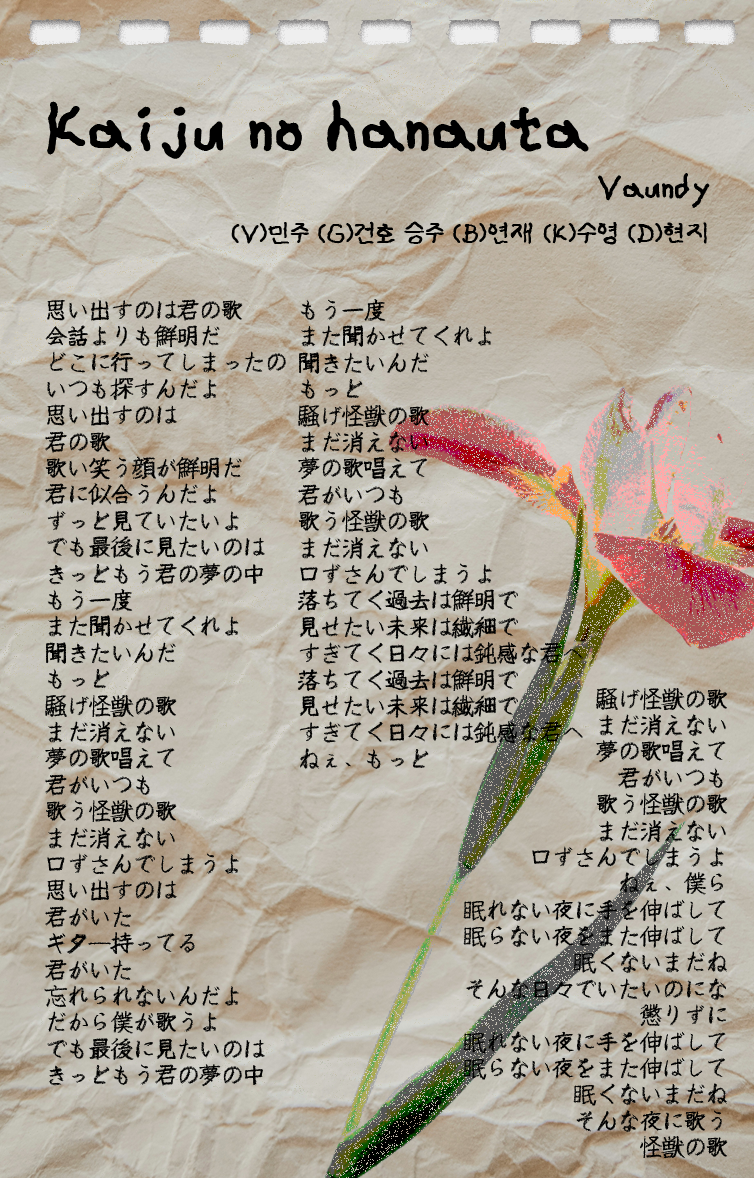 Kaiju no hanauta
Vaundy
(V)민주 (G)건호 승주 (B)연재 (K)수영 (D)현지
思い出すのは君の歌
会話よりも鮮明だ
どこに行ってしまったの
いつも探すんだよ
思い出すのは
君の歌
歌い笑う顔が鮮明だ
君に似合うんだよ
ずっと見ていたいよ
でも最後に見たいのは
きっともう君の夢の中
もう一度
また聞かせてくれよ
聞きたいんだ
もっと
騒げ怪獣の歌
まだ消えない
夢の歌唱えて
君がいつも
歌う怪獣の歌
まだ消えない
口ずさんでしまうよ
思い出すのは
君がいた
ギター持ってる
君がいた
忘れられないんだよ
だから僕が歌うよ
でも最後に見たいのは
きっともう君の夢の中
もう一度
また聞かせてくれよ
聞きたいんだ
もっと
騒げ怪獣の歌
まだ消えない
夢の歌唱えて
君がいつも
歌う怪獣の歌
まだ消えない
口ずさんでしまうよ
落ちてく過去は鮮明で
見せたい未来は繊細で
すぎてく日々には鈍感な君へ
落ちてく過去は鮮明で
見せたい未来は繊細で
すぎてく日々には鈍感な君へ
ねぇ、もっと
騒げ怪獣の歌
まだ消えない
夢の歌唱えて
君がいつも
歌う怪獣の歌
まだ消えない
口ずさんでしまうよ
ねぇ、僕ら
眠れない夜に手を伸ばして
眠らない夜をまた伸ばして
眠くないまだね
そんな日々でいたいのにな
懲りずに
眠れない夜に手を伸ばして
眠らない夜をまた伸ばして
眠くないまだね
そんな夜に歌う
怪獣の歌